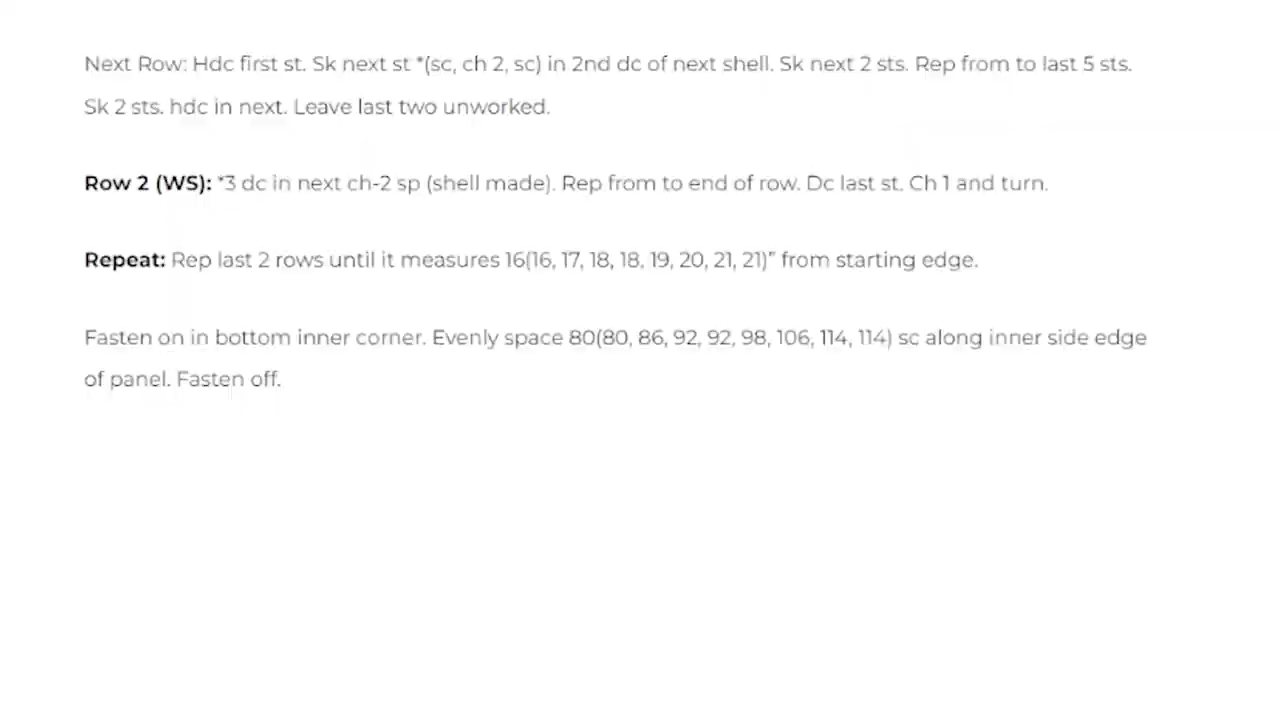 Next Row: Hdc first st. Sk next st *(sc, ch 2, sc) in 2nd dc of next shell. Sk next 2 sts. Rep from to last 5 sts.
Sk 2 sts. hdc in next. Leave last two unworked.
Row 2 (WS): *3 dc in next ch-2 sp (shell made). Rep from to end of row. Dc last st. Ch 1 and turn.
Repeat: Rep last 2 rows until it measures 16(16, 17, 18, 18, 19, 20, 21, 21)” from starting edge.
Fasten on in bottom inner corner. Evenly space 80(80, 86, 92, 92, 98, 106, 114, 114) sc along inner side edge
of panel. Fasten off.